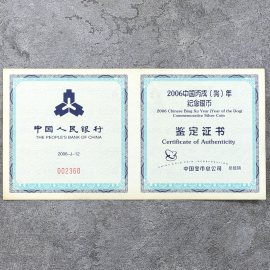 中国人民银行
THE PEOPLE'S BANK OF CHINA
2006-J-12
002360
2006中国丙戌(狗)年
纪念银币
2006 Chinese Bing Xu Year (Year of the Dog)
Commemorative Silver Coin
鉴定证书
Certificate of Authenticity
中国金币总公司